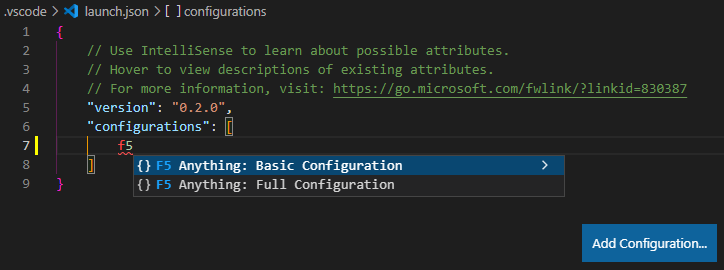 .vscode > launch.json > [ ] configurations
1 {
2 // Use IntelliSense to learn about possible attributes.
3 // Hover to view descriptions of existing attributes.
4 // For more information, visit: https://go.microsoft.com/fwlink/?linkid=830387
5 "version": "0.2.0",
6 "configurations": [
7 f5
{} F5 Anything: Basic Configuration >
8 ]
{} F5 Anything: Full Configuration
9 }
Add Configuration...